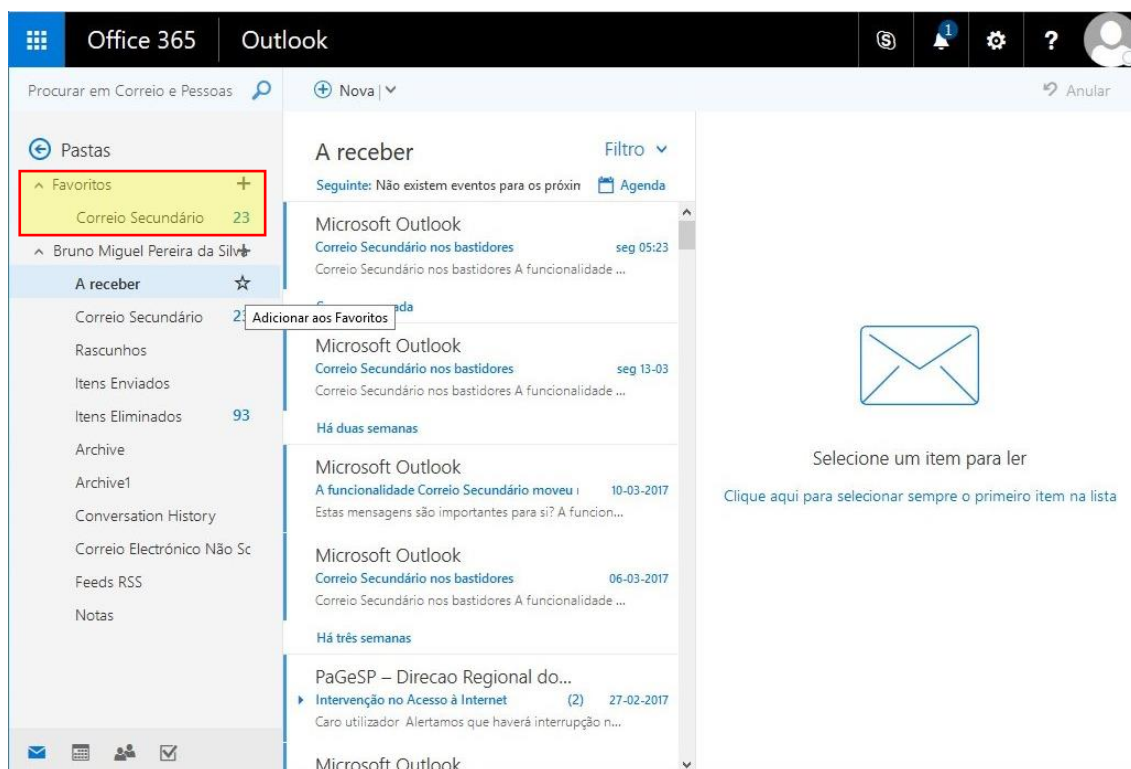 Office 365 Outlook 1 ?
Procurar em Correio e Pessoas
Nova
Anular
Pastas
Favoritos +
Correio Secundário 23
Bruno Miguel Pereira da Silva
A receber
Correio Secundário
Adicionar aos Favoritos
Rascunhos
Itens Enviados
Itens Eliminados 93
Archive
Archive1
Conversation History
Correio Electrónico Não Sc
Feeds RSS
Notas
A receber
Filtro
Seguinte: Não existem eventos para os próxin
Agenda
Microsoft Outlook
Correio Secundário nos bastidores seg 05:23
Correio Secundário nos bastidores A funcionalidade ...
Microsoft Outlook
Correio Secundário nos bastidores seg 13-03
Correio Secundário nos bastidores A funcionalidade ...
Há duas semanas
Microsoft Outlook
A funcionalidade Correio Secundário moveu 10-03-2017
Estas mensagens são importantes para si? A funcion...
Microsoft Outlook
Correio Secundário nos bastidores 06-03-2017
Correio Secundário nos bastidores A funcionalidade ...
Há três semanas
PaGeSP – Direcao Regional do...
Intervenção no Acesso à Internet (2) 27-02-2017
Caro utilizador Alertamos que haverá interrupção n...
Microsoft Outlook
Selecione um item para ler
Clique aqui para selecionar sempre o primeiro item na lista